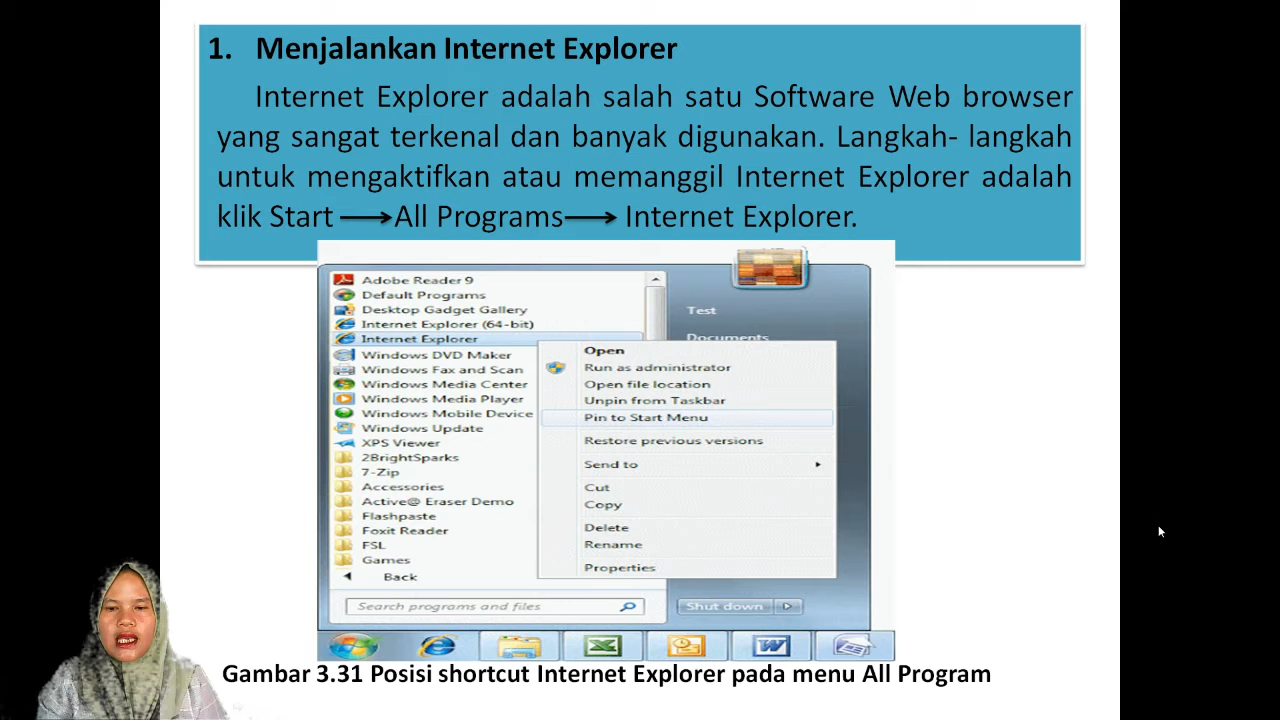 1. Menjalankan Internet Explorer
Internet Explorer adalah salah satu Software Web browser
yang sangat terkenal dan banyak digunakan. Langkah- langkah
untuk mengaktifkan atau memanggil Internet Explorer adalah
klik Start → All Programs → Internet Explorer.
Adobe Reader 9
Default Programs
Desktop Gadget Gallery
Internet Explorer (64-bit)
Internet Explorer
Windows DVD Maker
Windows Fax and Scan
Windows Media Center
Windows Media Player
Windows Mobile Device
Windows Update
XPS Viewer
2BrightSparks
7-Zip
Accessories
Active@ Eraser Demo
Flashpaste
Foxit Reader
FSL
Games
Back
Search programs and files
Test
Documents
Open
Run as administrator
Open file location
Unpin from Taskbar
Pin to Start Menu
Restore previous versions
Send to
Cut
Copy
Delete
Rename
Properties
Shut down
Gambar 3.31 Posisi shortcut Internet Explorer pada menu All Program